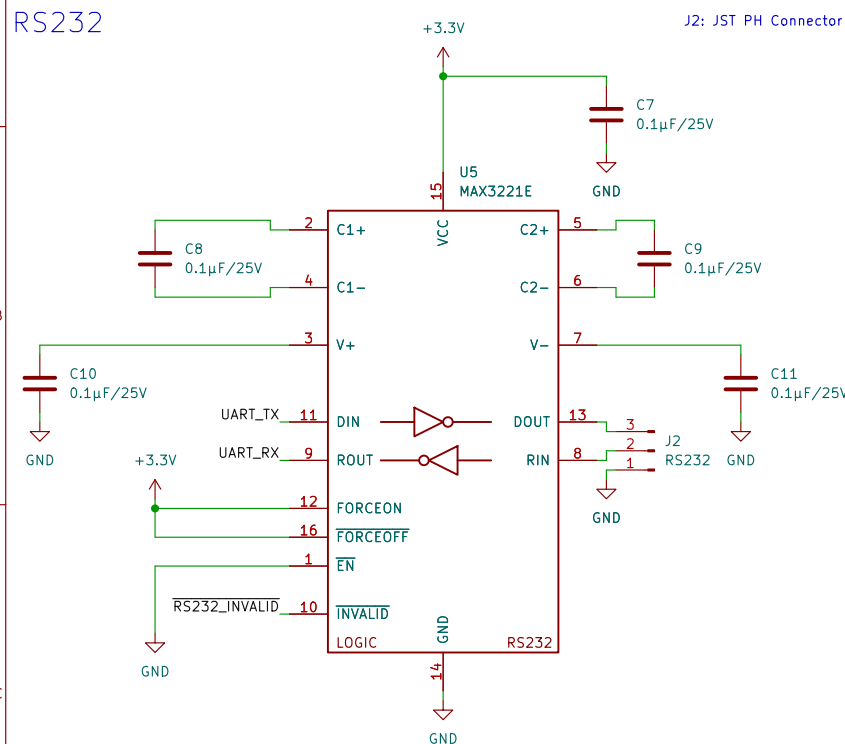 RS232
J2: JST PH Connector
+3.3V
C7
0.1µF/25V
GND
U5
MAX3221E
15
VCC
2 C1+
C2+ 5
C8
0.1µF/25V
C9
0.1µF/25V
4 C1-
C2- 6
3 V+
V- 7
C10
0.1µF/25V
C11
0.1µF/25V
UART_TX 11 DIN
DOUT 13
3
J2
UART_RX 9 ROUT
RIN 8
2
RS232
1
GND
GND
+3.3V
12 FORCEON
GND
16 FORCEOFF
1 EN
RS232_INVALID 10 INVALID
GND
LOGIC
RS232
GND
14
GND